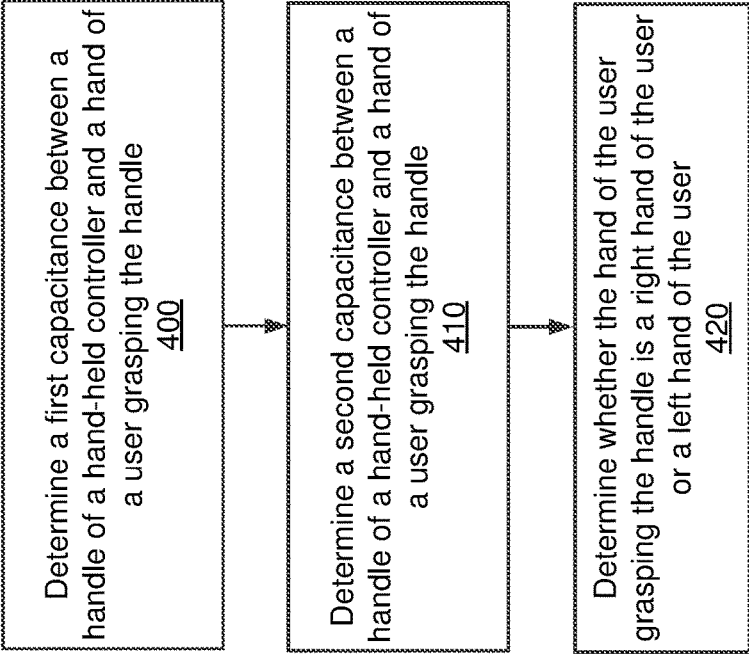 Determine a first capacitance between a
handle of a hand-held controller and a hand of
a user grasping the handle
400
Determine a second capacitance between a
handle of a hand-held controller and a hand of
a user grasping the handle
410
Determine whether the hand of the user
grasping the handle is a right hand of the user
or a left hand of the user
420